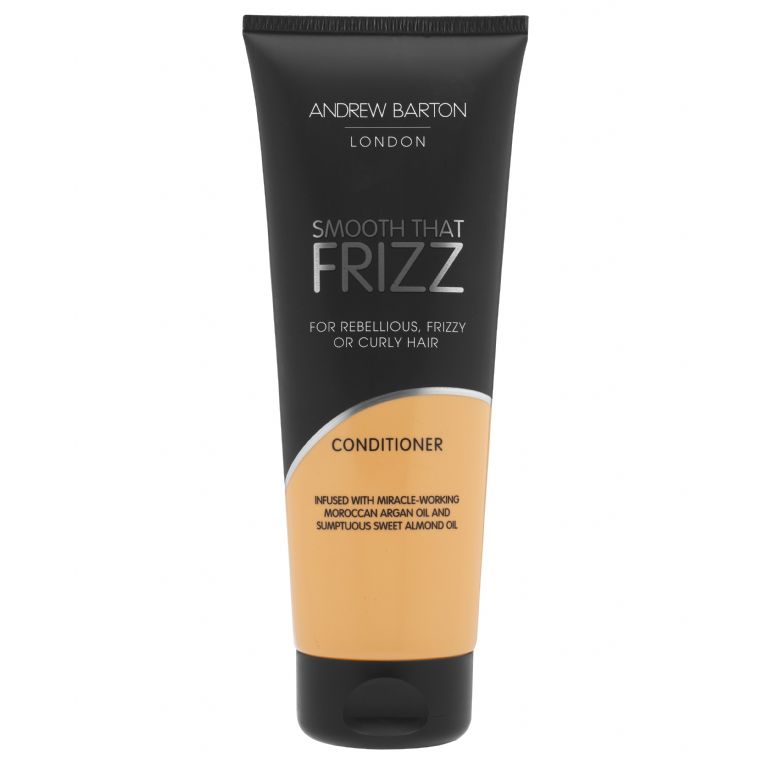 ANDREW BARTON
LONDON
SMOOTH THAT
FRIZZ
FOR REBELLIOUS, FRIZZY
OR CURLY HAIR
CONDITIONER
INFUSED WITH MIRACLE-WORKING
MOROCCAN ARGAN OIL AND
SUMPTUOUS SWEET ALMOND OIL